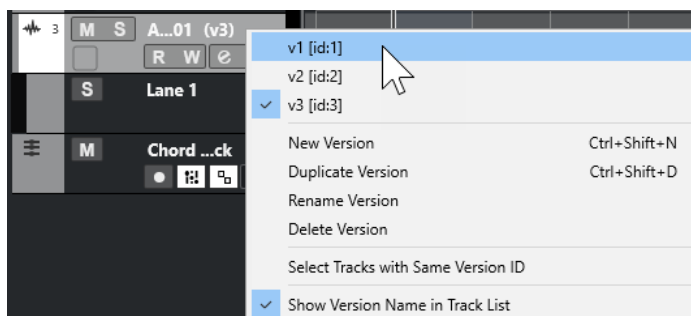 3 M S A...01 (v3)
R W e
S Lane 1
M Chord ...ck
v1 [id:1]
v2 [id:2]
v3 [id:3]
New Version Ctrl+Shift+N
Duplicate Version Ctrl+Shift+D
Rename Version
Delete Version
Select Tracks with Same Version ID
Show Version Name in Track List